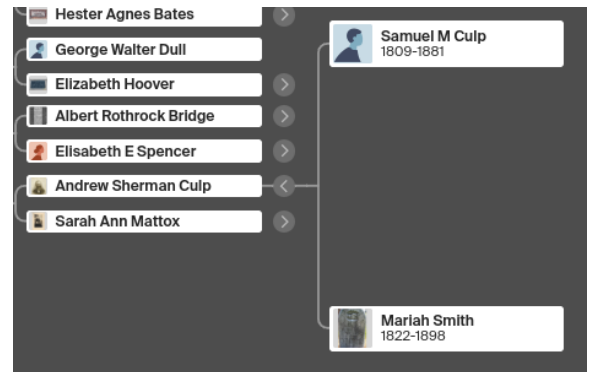 Hester Agnes Bates
George Walter Dull
Elizabeth Hoover
Albert Rothrock Bridge
Elisabeth E Spencer
Andrew Sherman Culp
Sarah Ann Mattox
Samuel M Culp
1809-1881
Mariah Smith
1822-1898